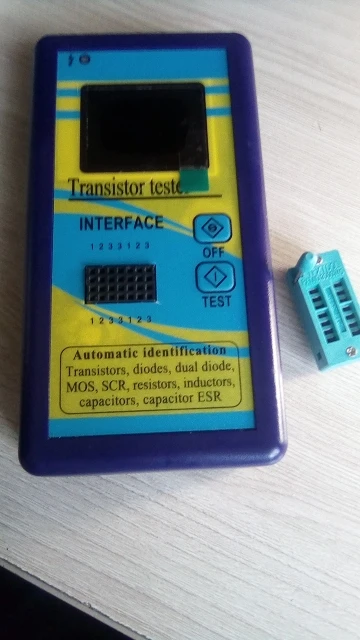 Transistor tester
INTERFACE
1 2 3 3 1 2 3
OFF
TEST
1 2 3 3 1 2 3
Automatic identification
Transistors, diodes, dual diode,
MOS, SCR, resistors, inductors,
capacitors, capacitor ESR